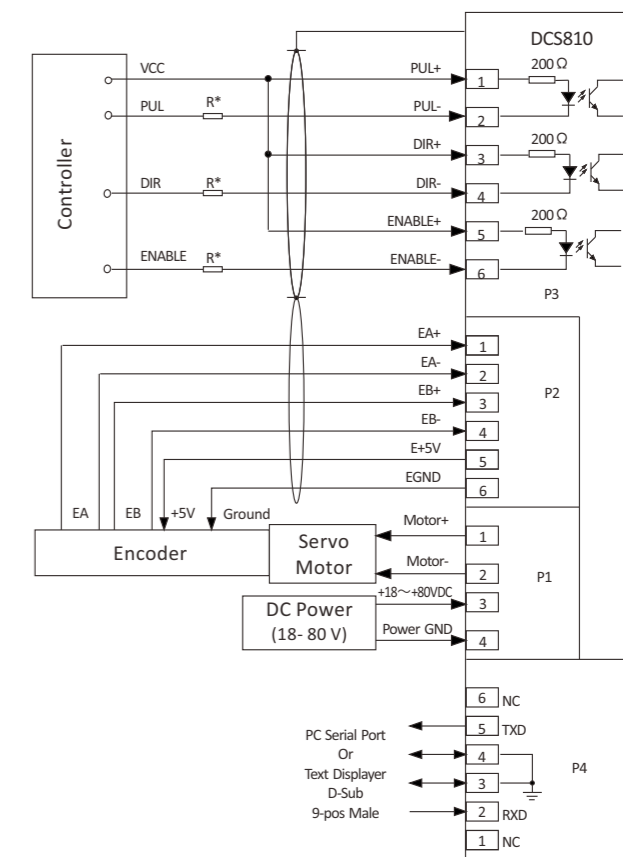 DCS810
Controller
VCC
PUL
R*
DIR
R*
ENABLE
R*
PUL+
1
200Ω
PUL-
2
DIR+
3
200Ω
DIR-
4
ENABLE+
5
200Ω
ENABLE-
6
P3
EA+
1
EA-
2
EB+
3
P2
EB-
4
E+5V
5
EGND
6
EA
EB
+5V
Ground
Encoder
Servo
Motor
Motor+
1
Motor-
2
P1
+18～+80VDC
3
Power GND
4
DC Power
(18- 80 V)
6 NC
5 TXD
4
3
2 RXD
1 NC
P4
PC Serial Port
Or
Text Displayer
D-Sub
9-pos Male